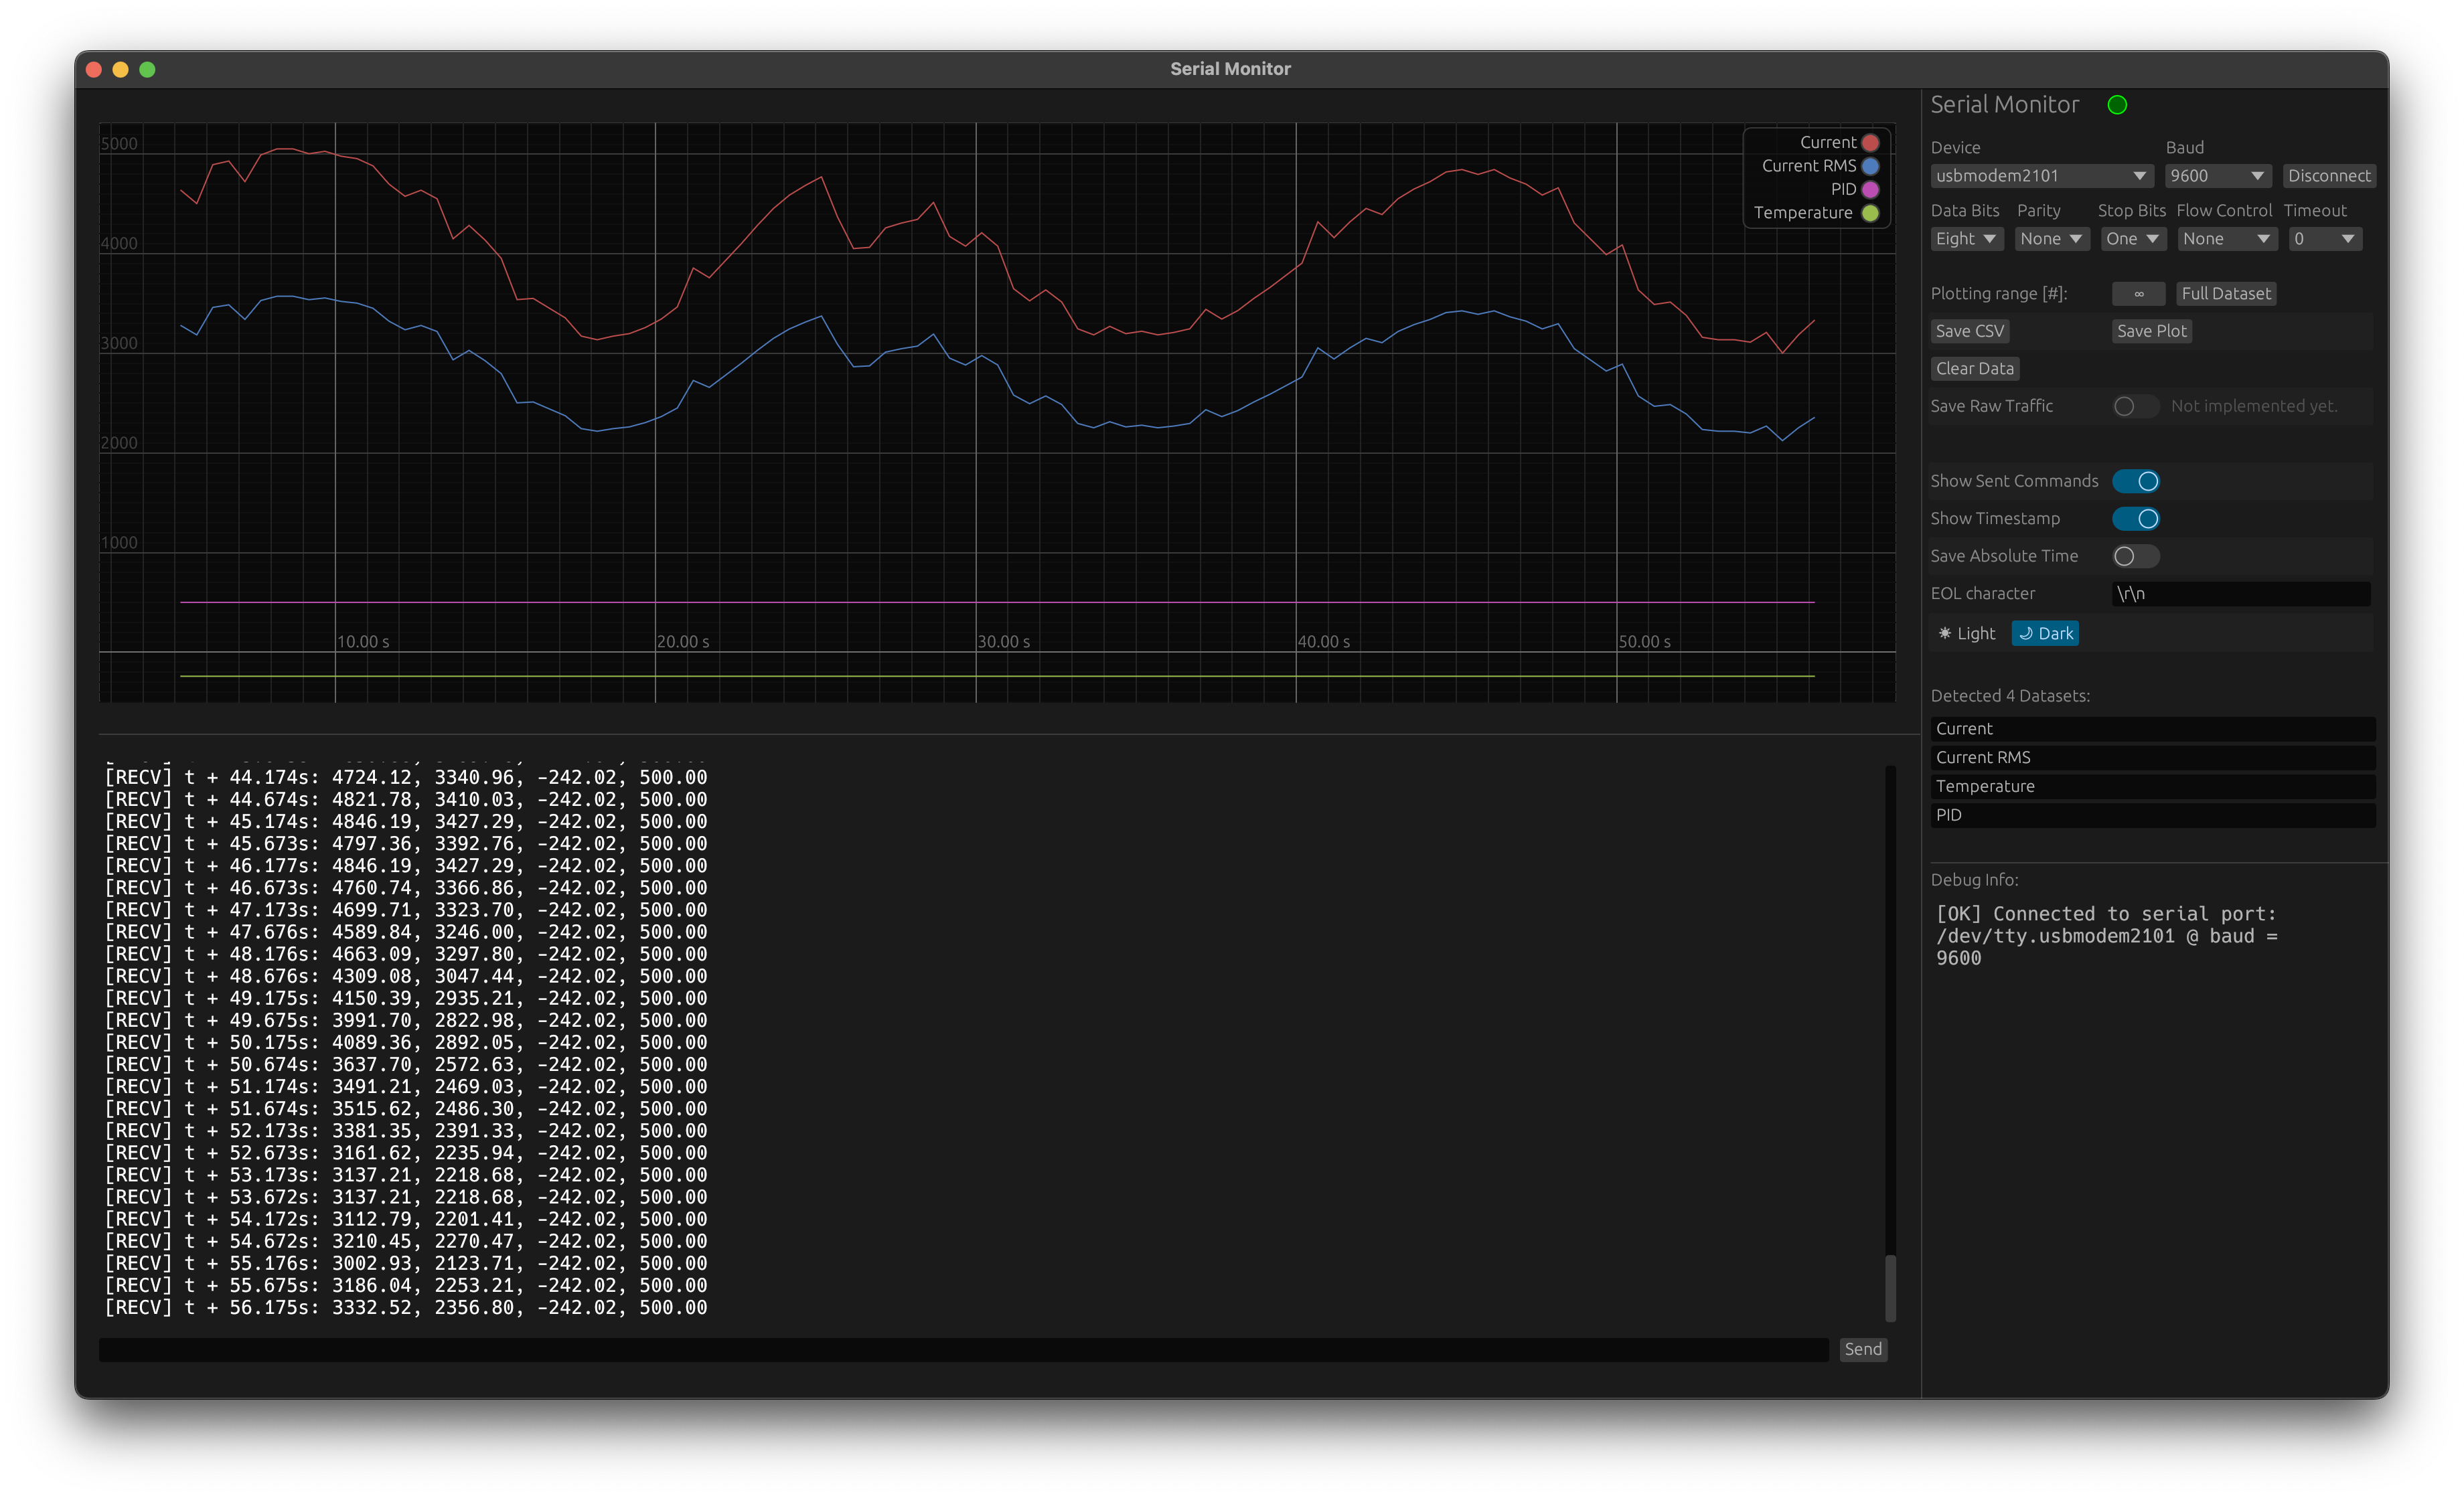 Serial Monitor
5000
4000
3000
2000
1000
10.00 s
20.00 s
30.00 s
40.00 s
50.00 s
Current
Current RMS
PID
Temperature
[RECV] t + 44.174s: 4724.12, 3340.96, -242.02, 500.00
[RECV] t + 44.674s: 4821.78, 3410.03, -242.02, 500.00
[RECV] t + 45.174s: 4846.19, 3427.29, -242.02, 500.00
[RECV] t + 45.673s: 4797.36, 3392.76, -242.02, 500.00
[RECV] t + 46.177s: 4846.19, 3427.29, -242.02, 500.00
[RECV] t + 46.673s: 4760.74, 3366.86, -242.02, 500.00
[RECV] t + 47.173s: 4699.71, 3323.70, -242.02, 500.00
[RECV] t + 47.676s: 4589.84, 3246.00, -242.02, 500.00
[RECV] t + 48.176s: 4663.09, 3297.80, -242.02, 500.00
[RECV] t + 48.676s: 4309.08, 3047.44, -242.02, 500.00
[RECV] t + 49.175s: 4150.39, 2935.21, -242.02, 500.00
[RECV] t + 49.675s: 3991.70, 2822.98, -242.02, 500.00
[RECV] t + 50.175s: 4089.36, 2892.05, -242.02, 500.00
[RECV] t + 50.674s: 3637.70, 2572.63, -242.02, 500.00
[RECV] t + 51.174s: 3491.21, 2469.03, -242.02, 500.00
[RECV] t + 51.674s: 3515.62, 2486.30, -242.02, 500.00
[RECV] t + 52.173s: 3381.35, 2391.33, -242.02, 500.00
[RECV] t + 52.673s: 3161.62, 2235.94, -242.02, 500.00
[RECV] t + 53.173s: 3137.21, 2218.68, -242.02, 500.00
[RECV] t + 53.672s: 3137.21, 2218.68, -242.02, 500.00
[RECV] t + 54.172s: 3112.79, 2201.41, -242.02, 500.00
[RECV] t + 54.672s: 3210.45, 2270.47, -242.02, 500.00
[RECV] t + 55.176s: 3002.93, 2123.71, -242.02, 500.00
[RECV] t + 55.675s: 3186.04, 2253.21, -242.02, 500.00
[RECV] t + 56.175s: 3332.52, 2356.80, -242.02, 500.00
Send
Serial Monitor
Device Baud
usbmodem2101 9600 Disconnect
Data Bits Parity Stop Bits Flow Control Timeout
Eight None One None 0
Plotting range [#]: ∞ Full Dataset
Save CSV Save Plot
Clear Data
Save Raw Traffic Not implemented yet.
Show Sent Commands
Show Timestamp
Save Absolute Time
EOL character \r\n
Light Dark
Detected 4 Datasets:
Current
Current RMS
Temperature
PID
Debug Info:
[OK] Connected to serial port:
/dev/tty.usbmodem2101 @ baud =
9600